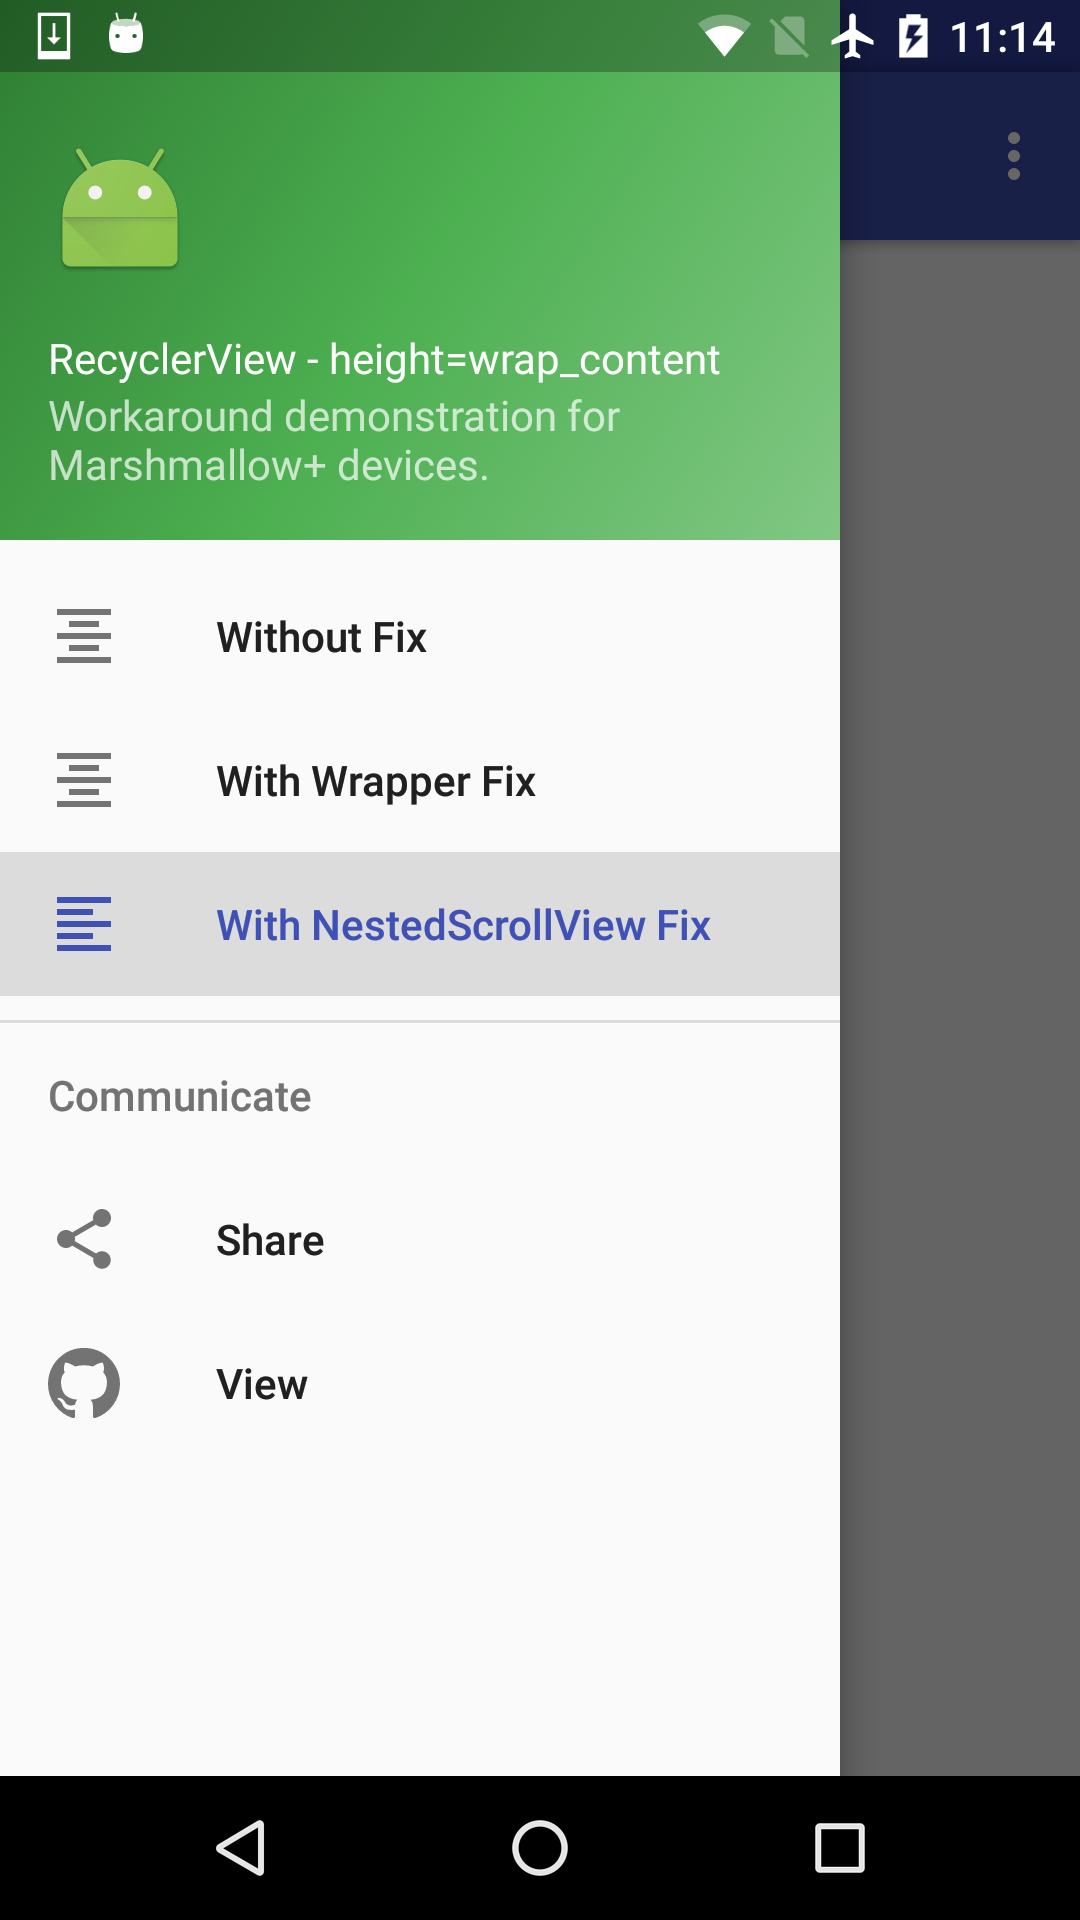 11:14
RecyclerView - height=wrap_content
Workaround demonstration for
Marshmallow+ devices.
Without Fix
With Wrapper Fix
With NestedScrollView Fix
Communicate
Share
View